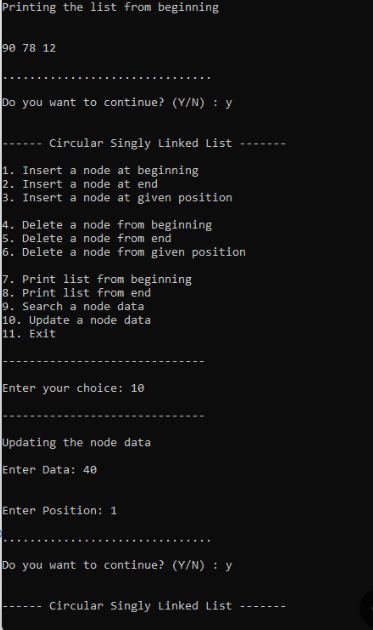 Printing the list from beginning
90 78 12
...............................
Do you want to continue? (Y/N) : y
------ Circular Singly Linked List -------
1. Insert a node at beginning
2. Insert a node at end
3. Insert a node at given position
4. Delete a node from beginning
5. Delete a node from end
6. Delete a node from given position
7. Print list from beginning
8. Print list from end
9. Search a node data
10. Update a node data
11. Exit
------------------------------
Enter your choice: 10
------------------------------
Updating the node data
Enter Data: 40
Enter Position: 1
...............................
Do you want to continue? (Y/N) : y
------ Circular Singly Linked List -------